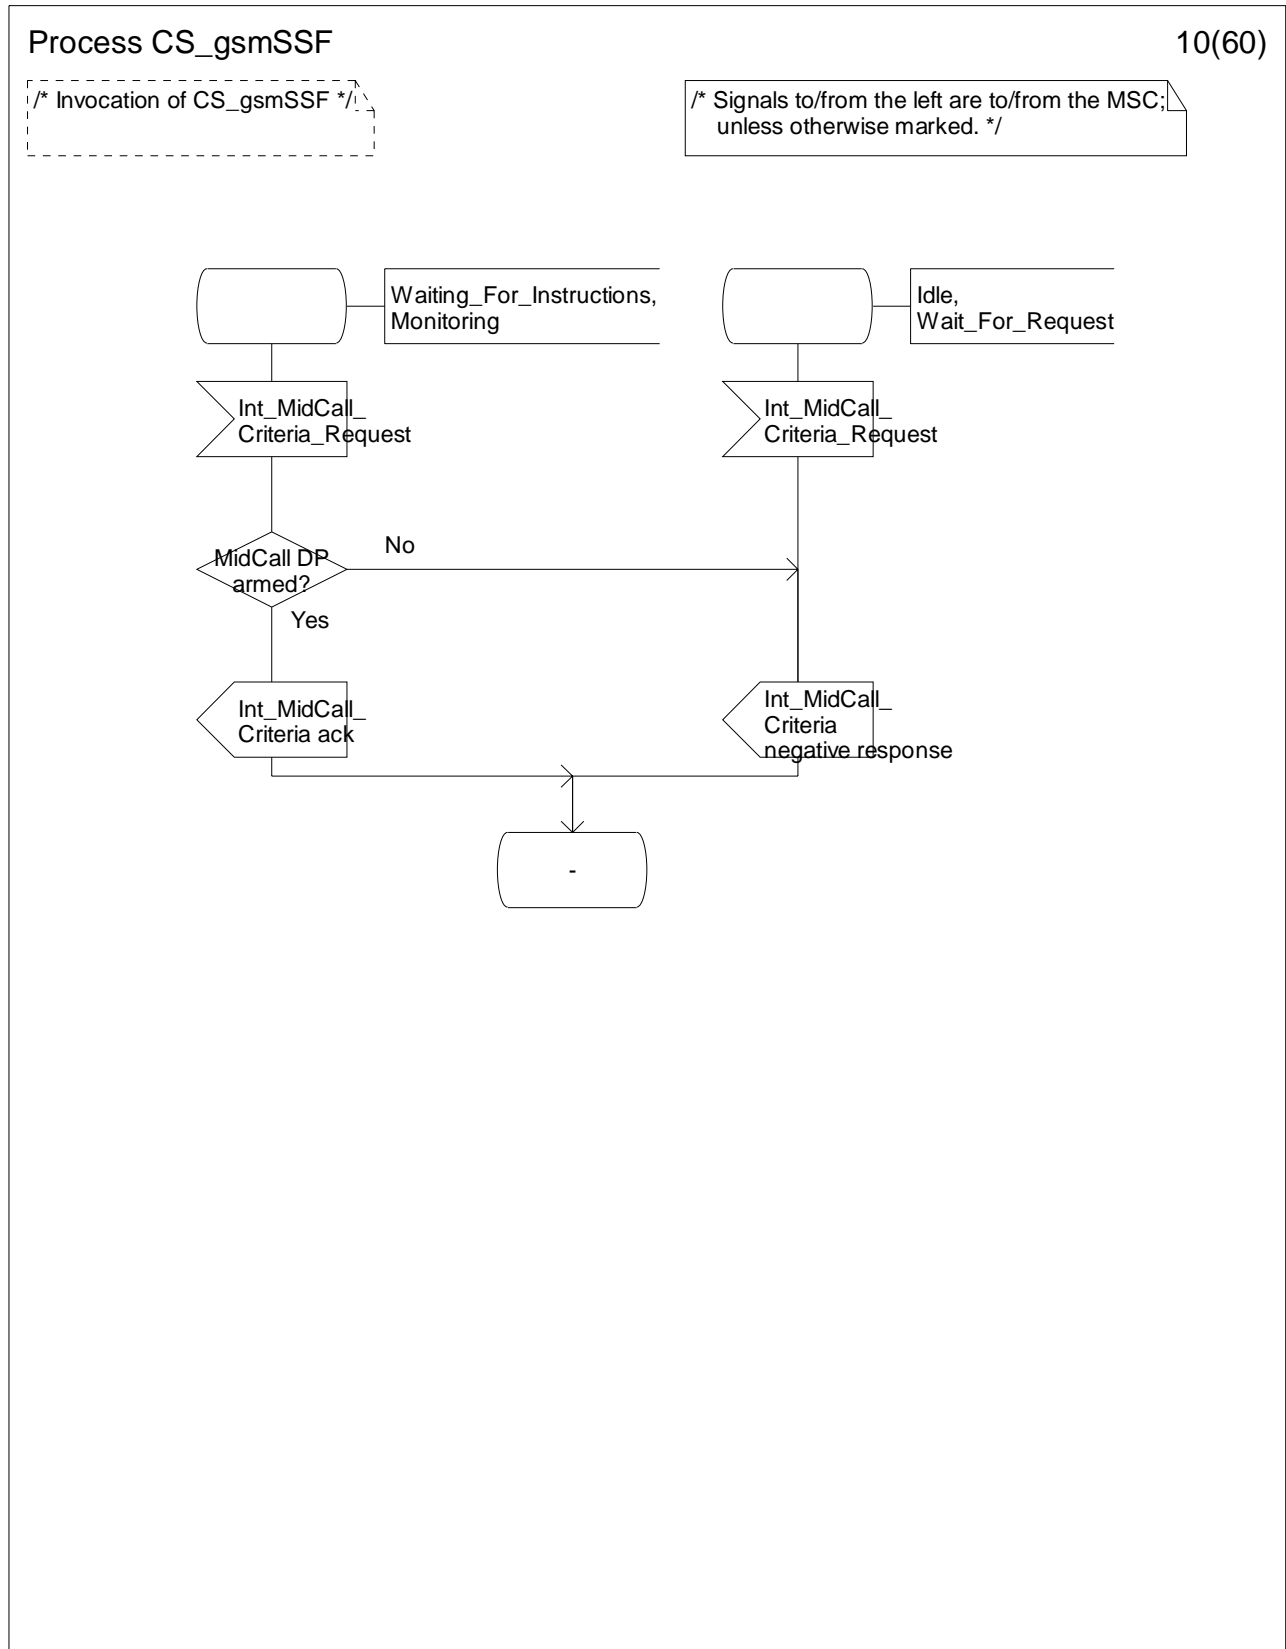 Process CS_gsmSSF
10(60)
/* Invocation of CS_gsmSSF */
/* Signals to/from the left are to/from the MSC;
unless otherwise marked. */
Waiting_For_Instructions,
Monitoring
Idle,
Wait_For_Request
Int_MidCall_
Criteria_Request
Int_MidCall_
Criteria_Request
MidCall DP
armed?
No
Yes
Int_MidCall_
Criteria ack
Int_MidCall_
Criteria
negative response
-